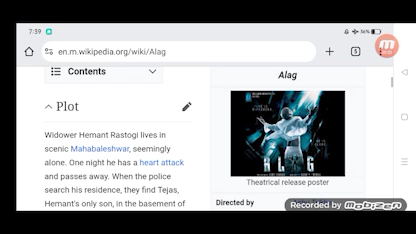 7:39
56%
en.m.wikipedia.org/wiki/Alag
5
Contents
Alag
Plot
Widower Hemant Rastogi lives in
scenic Mahabaleshwar, seemingly
alone. One night he has a heart attack
and passes away. When the police
search his residence, they find Tejas,
Hemant's only son, in the basement of
ALAG
Theatrical release poster
Directed by
Recorded by Mobizen